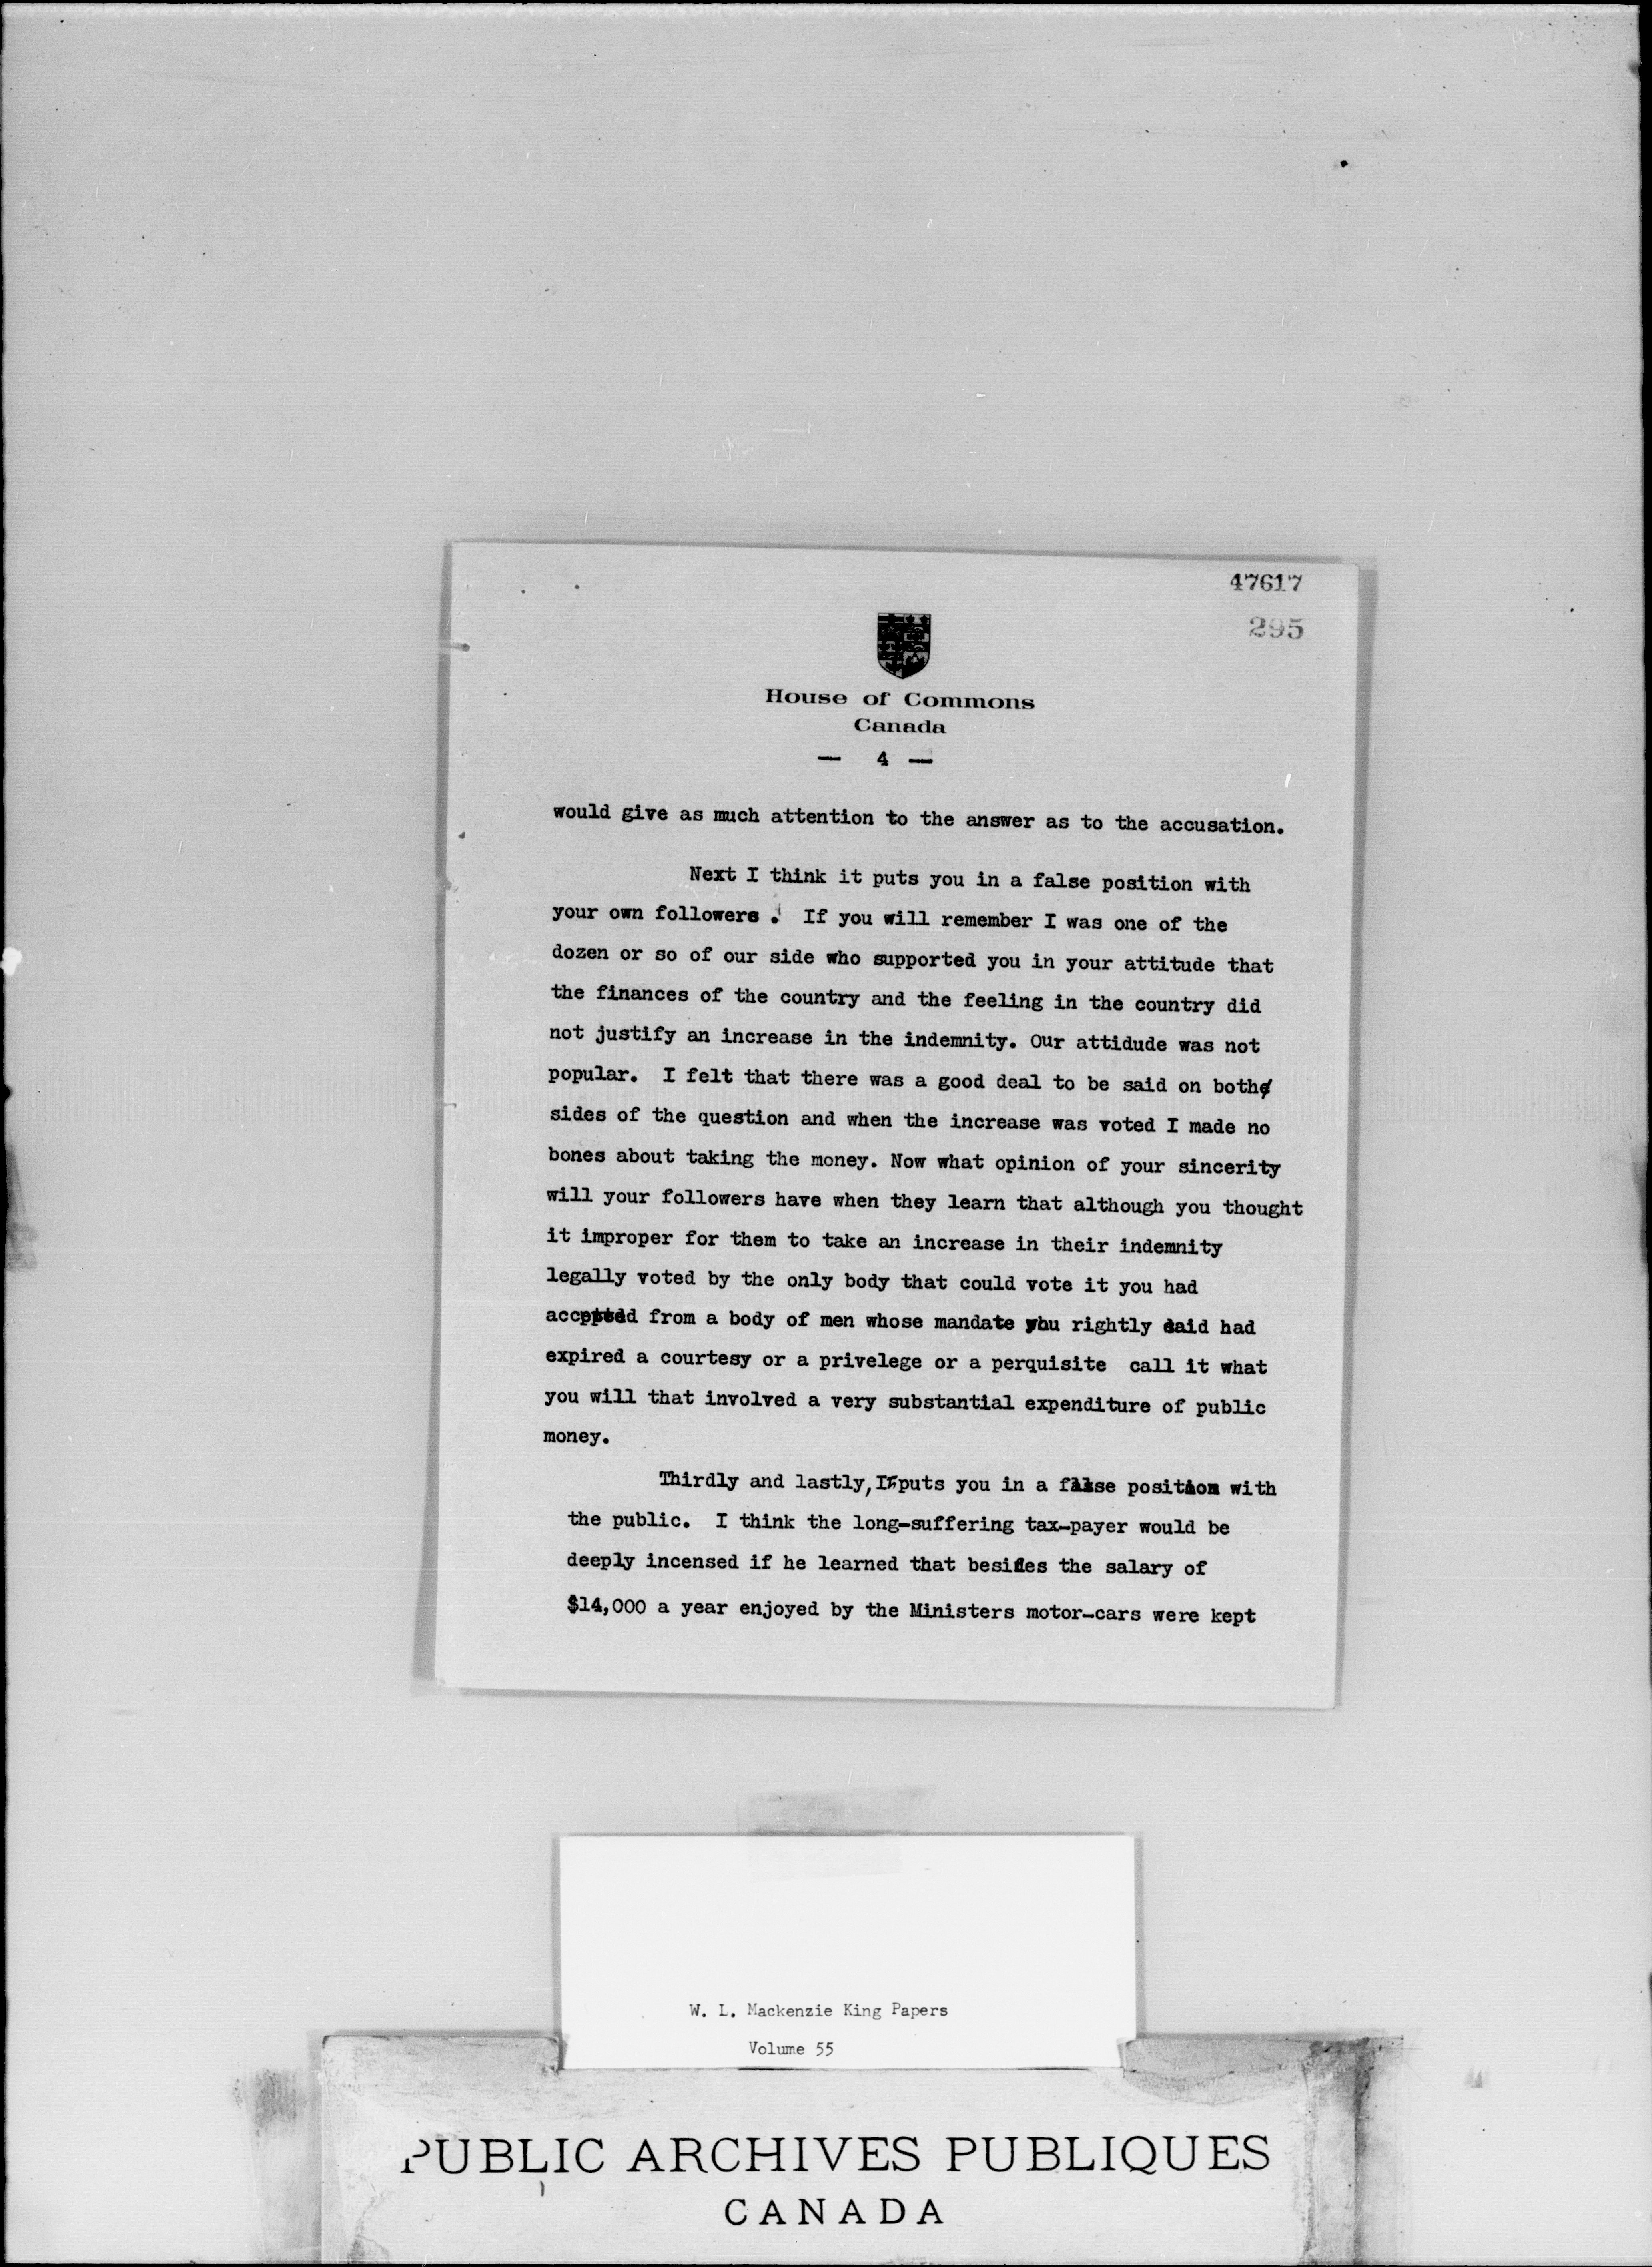 47617
295
House of Commons
Canada
— 4 —
would give as much attention to the answer as to the accusation.
Next I think it puts you in a false position with
your own followers . If you will remember I was one of the
dozen or so of our side who supported you in your attitude that
the finances of the country and the feeling in the country did
not justify an increase in the indemnity. Our attidude was not
popular. I felt that there was a good deal to be said on both
sides of the question and when the increase was voted I made no
bones about taking the money. Now what opinion of your sincerity
will your followers have when they learn that although you thought
it improper for them to take an increase in their indemnity
legally voted by the only body that could vote it you had
accepted from a body of men whose mandate you rightly said had
expired a courtesy or a privelege or a perquisite call it what
you will that involved a very substantial expenditure of public
money.
Thirdly and lastly, It puts you in a false position with
the public. I think the long-suffering tax-payer would be
deeply incensed if he learned that besides the salary of
$14,000 a year enjoyed by the Ministers motor-cars were kept
W. L. Mackenzie King Papers
Volume 55
PUBLIC ARCHIVES PUBLIQUES
CANADA